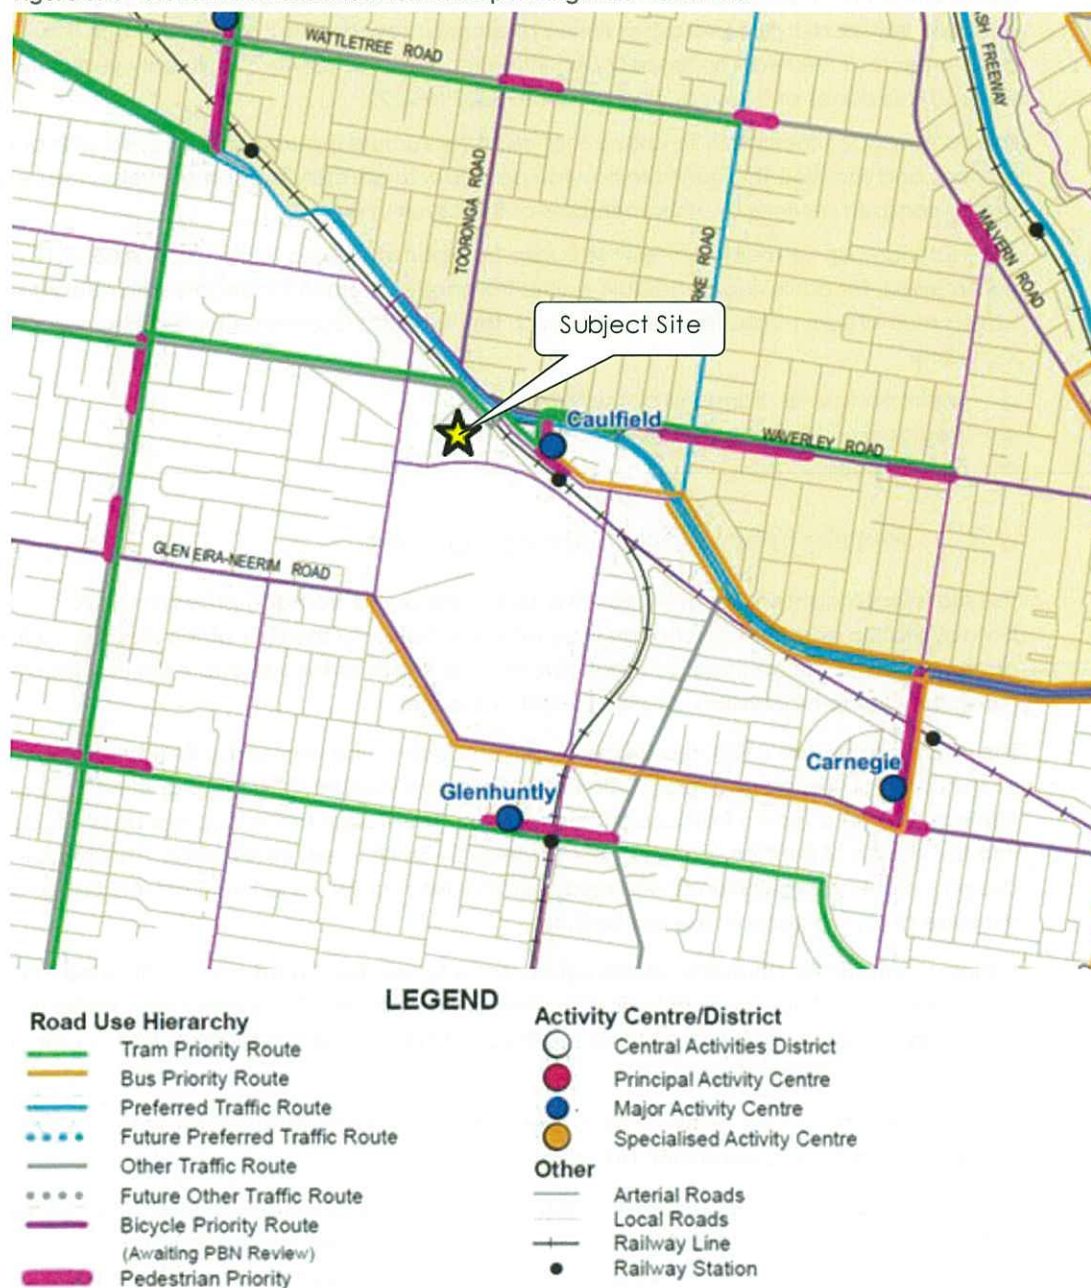 WATTLETREE ROAD
SH FREEWAY
TOORONGA ROAD
MALVERN ROAD
RKE ROAD
Subject Site
Caulfield
WAVERLEY ROAD
GLEN EIRA-NEERIM ROAD
Carnegie
Glenhuntly
LEGEND
Road Use Hierarchy
Tram Priority Route
Bus Priority Route
Preferred Traffic Route
Future Preferred Traffic Route
Other Traffic Route
Future Other Traffic Route
Bicycle Priority Route
(Awaiting PBN Review)
Pedestrian Priority
Activity Centre/District
Central Activities District
Principal Activity Centre
Major Activity Centre
Specialised Activity Centre
Other
Arterial Roads
Local Roads
Railway Line
Railway Station